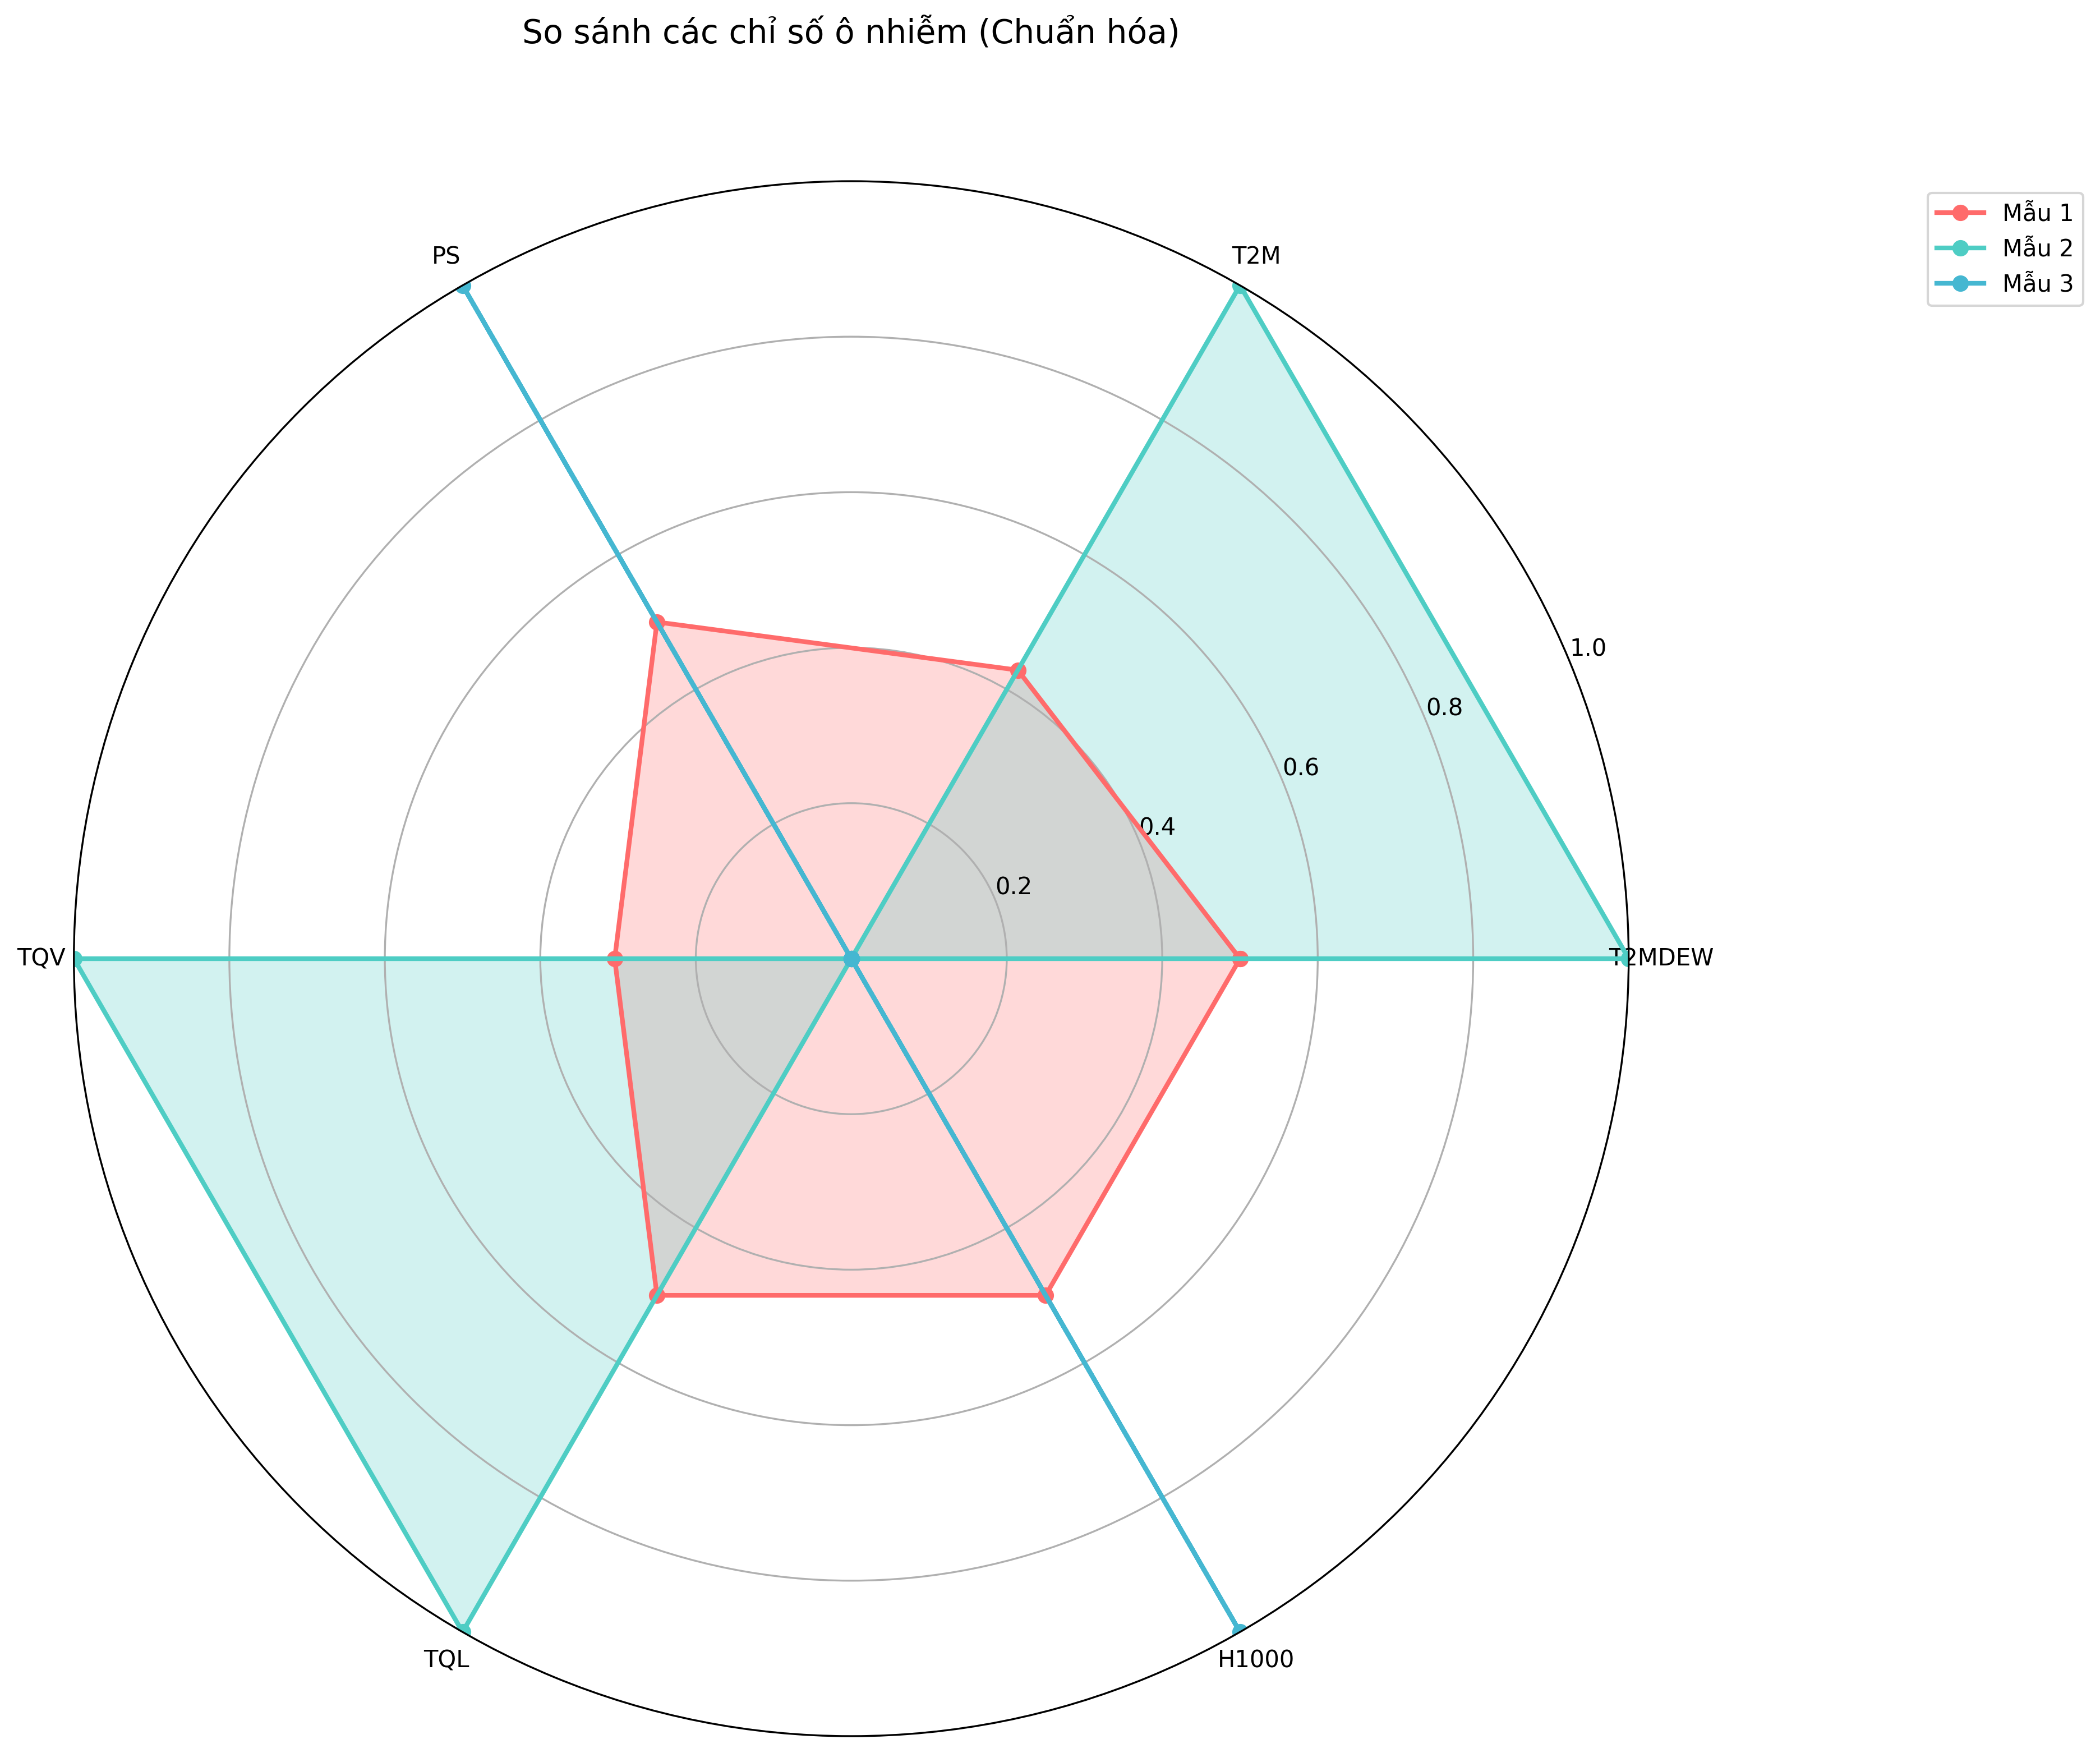 So sánh các chỉ số ô nhiễm (Chuẩn hóa)
Mẫu 1
Mẫu 2
Mẫu 3
PS
T2M
1.0
0.8
0.6
0.4
0.2
TQV
T2MDEW
TQL
H1000